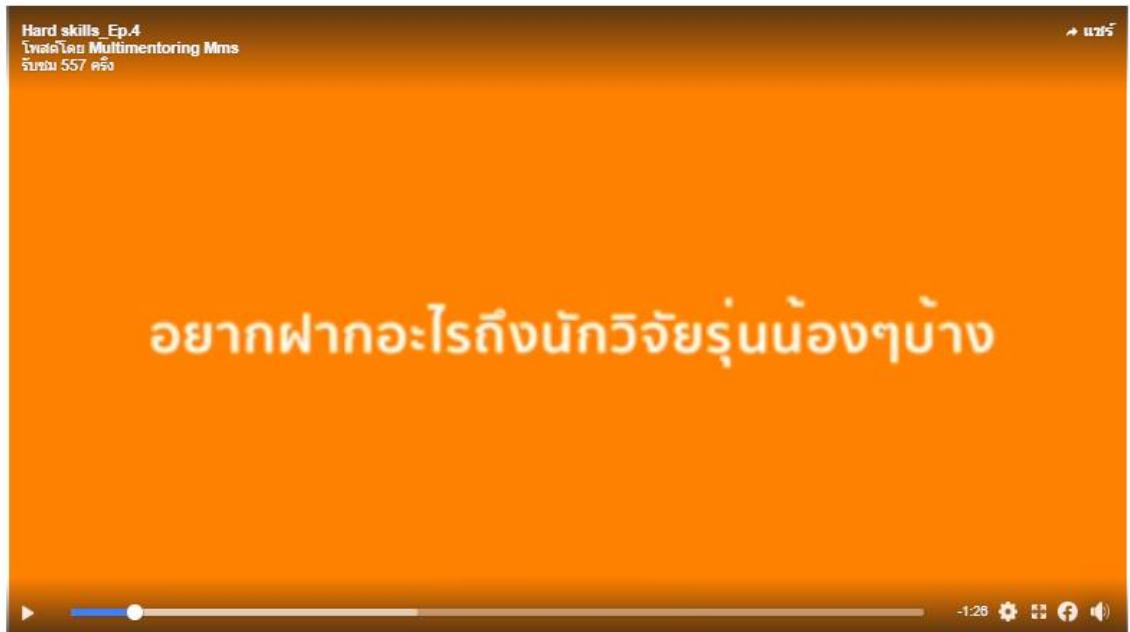 Hard skills_Ep.4
แชร์
โพสต์โดย Multimentoring Mms
รับชม 557 ครั้ง
อยากฝากอะไรถึงนักวิจัยรุ่นน้องๆบ้าง
-1:26